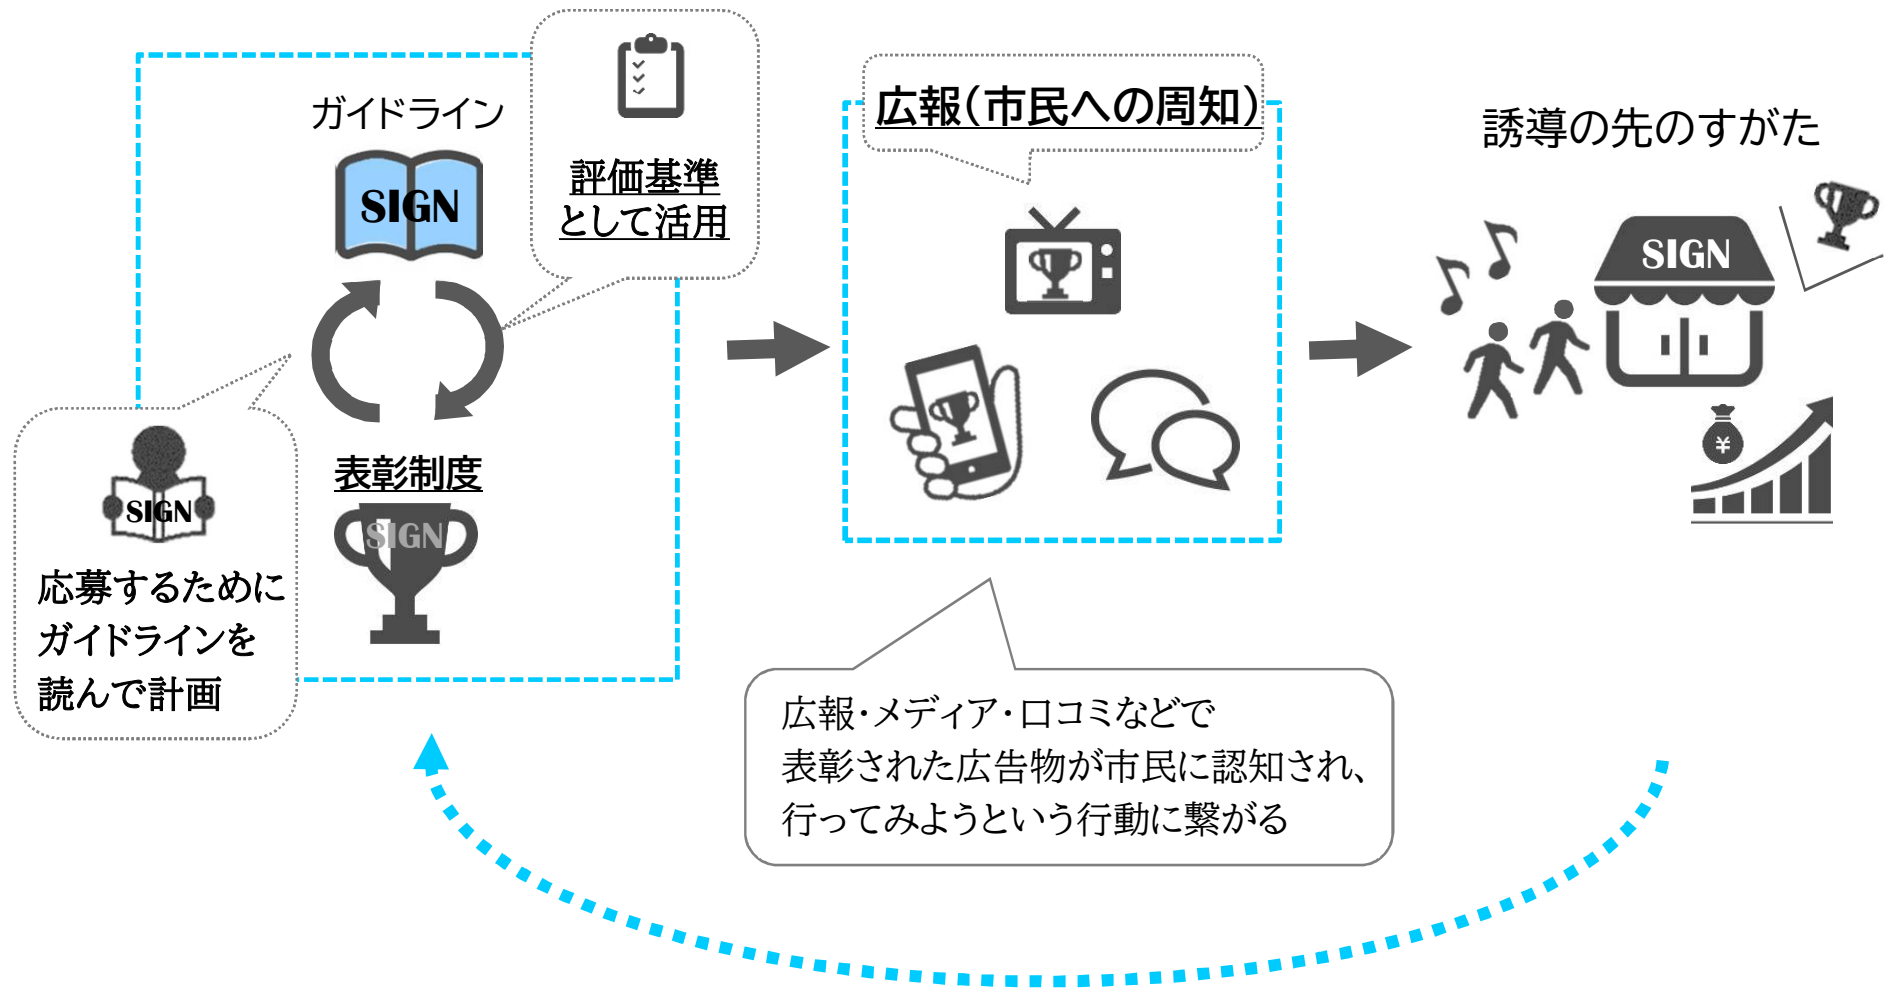 ガイドライン
SIGN
評価基準
として活用
表彰制度
SIGN
SIGN
応募するために
ガイドラインを
読んで計画
広報(市民への周知)
広報・メディア・口コミなどで
表彰された広告物が市民に認知され、
行ってみようという行動に繋がる
誘導の先のすがた
SIGN
¥